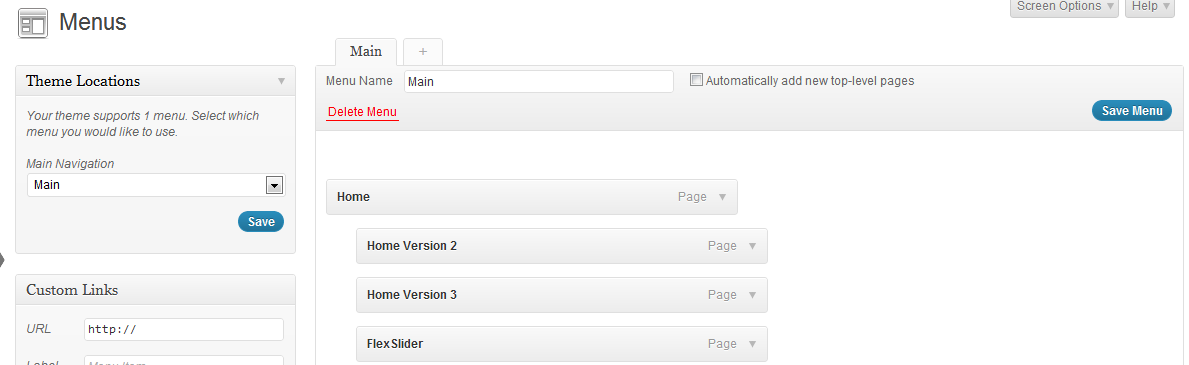 Screen Options
Help
Menus
Main
+
Theme Locations
Your theme supports 1 menu. Select which
menu you would like to use.
Main Navigation
Main
Save
Custom Links
URL
http://
Label
Menu Item
Menu Name
Main
Automatically add new top-level pages
Delete Menu
Save Menu
Home
Page
Home Version 2
Page
Home Version 3
Page
FlexSlider
Page